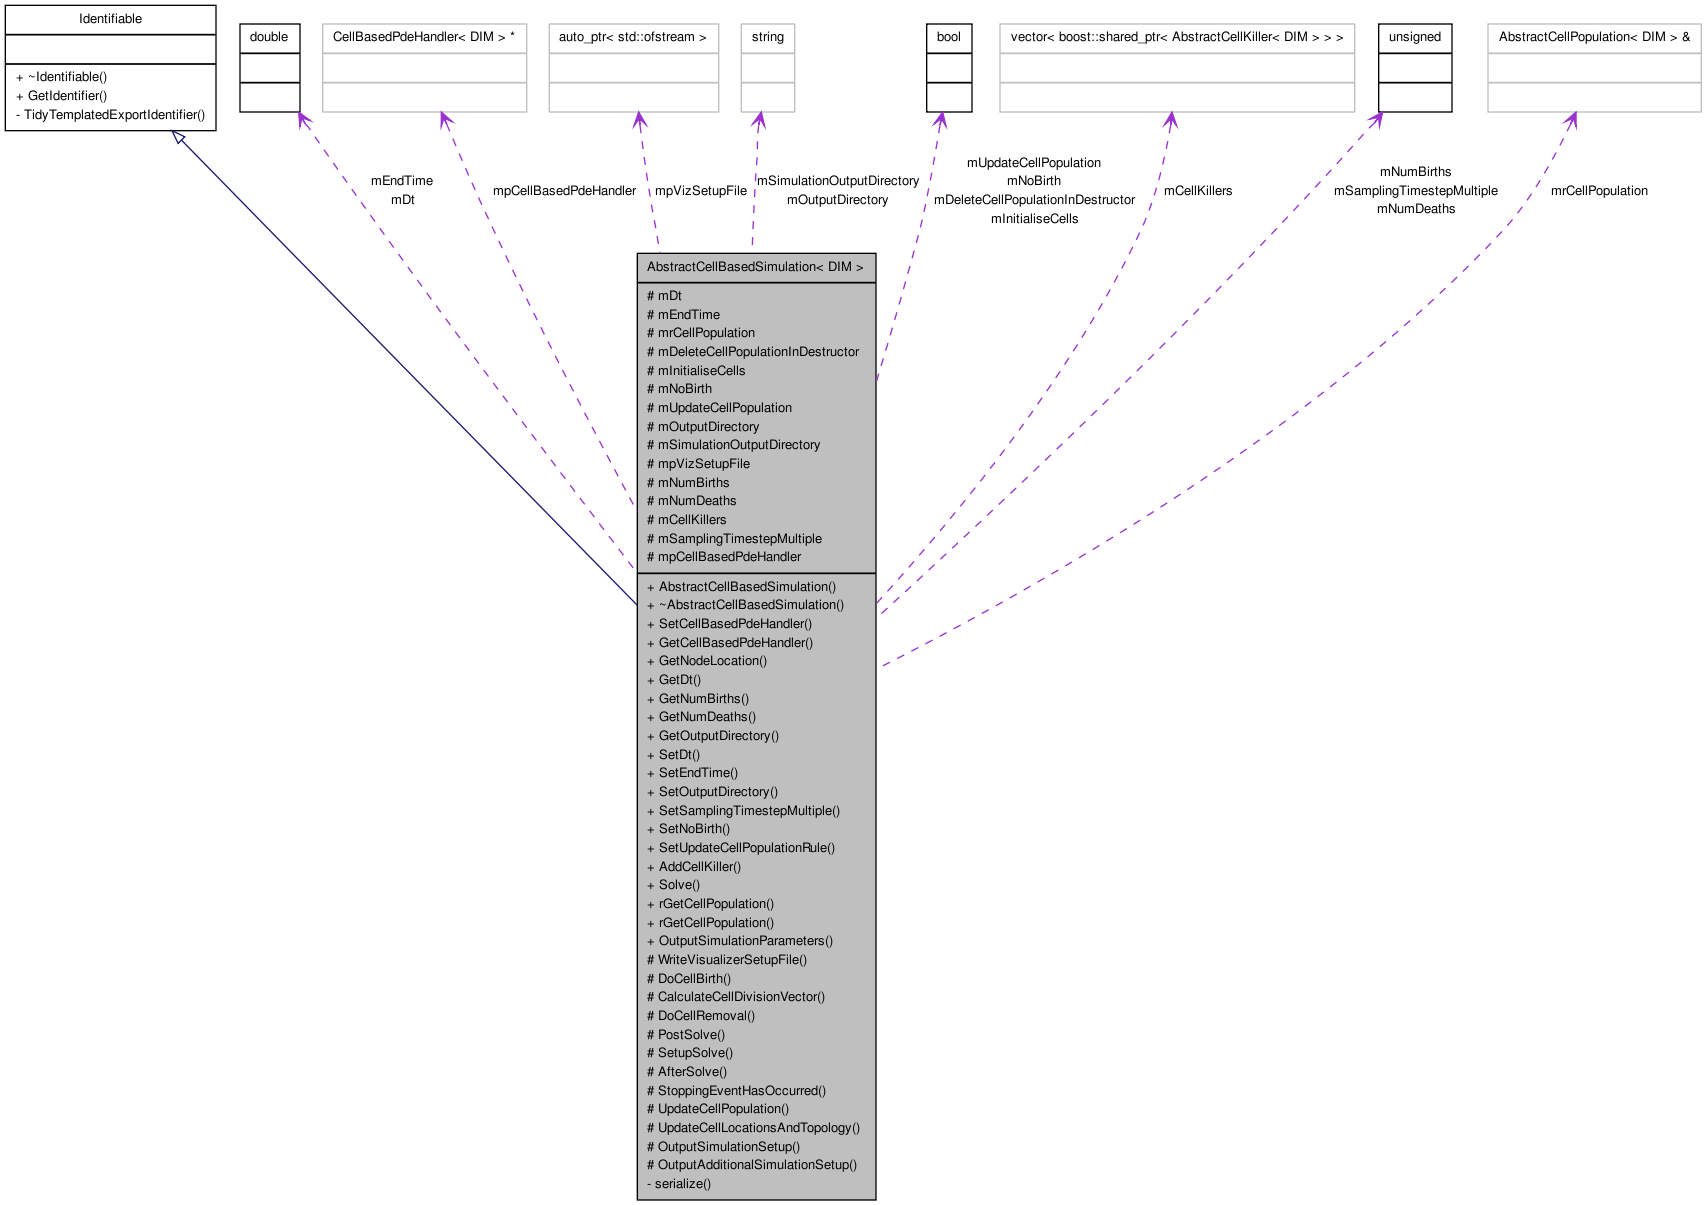 Identifiable
+ ~Identifiable()
+ GetIdentifier()
- TidyTemplatedExportIdentifier()
double
CellBasedPdeHandler< DIM > *
auto_ptr< std::ofstream >
string
bool
vector< boost::shared_ptr< AbstractCellKiller< DIM > > >
unsigned
AbstractCellPopulation< DIM > &
mEndTime
mDt
mpCellBasedPdeHandler
mpVizSetupFile
mSimulationOutputDirectory
mOutputDirectory
mUpdateCellPopulation
mNoBirth
mDeleteCellPopulationInDestructor
mInitialiseCells
mCellKillers
mNumBirths
mSamplingTimestepMultiple
mNumDeaths
mrCellPopulation
AbstractCellBasedSimulation< DIM >
# mDt
# mEndTime
# mrCellPopulation
# mDeleteCellPopulationInDestructor
# mInitialiseCells
# mNoBirth
# mUpdateCellPopulation
# mOutputDirectory
# mSimulationOutputDirectory
# mpVizSetupFile
# mNumBirths
# mNumDeaths
# mCellKillers
# mSamplingTimestepMultiple
# mpCellBasedPdeHandler
+ AbstractCellBasedSimulation()
+ ~AbstractCellBasedSimulation()
+ SetCellBasedPdeHandler()
+ GetCellBasedPdeHandler()
+ GetNodeLocation()
+ GetDt()
+ GetNumBirths()
+ GetNumDeaths()
+ GetOutputDirectory()
+ SetDt()
+ SetEndTime()
+ SetOutputDirectory()
+ SetSamplingTimestepMultiple()
+ SetNoBirth()
+ SetUpdateCellPopulationRule()
+ AddCellKiller()
+ Solve()
+ rGetCellPopulation()
+ rGetCellPopulation()
+ OutputSimulationParameters()
# WriteVisualizerSetupFile()
# DoCellBirth()
# CalculateCellDivisionVector()
# DoCellRemoval()
# PostSolve()
# SetupSolve()
# AfterSolve()
# StoppingEventHasOccurred()
# UpdateCellPopulation()
# UpdateCellLocationsAndTopology()
# OutputSimulationSetup()
# OutputAdditionalSimulationSetup()
- serialize()